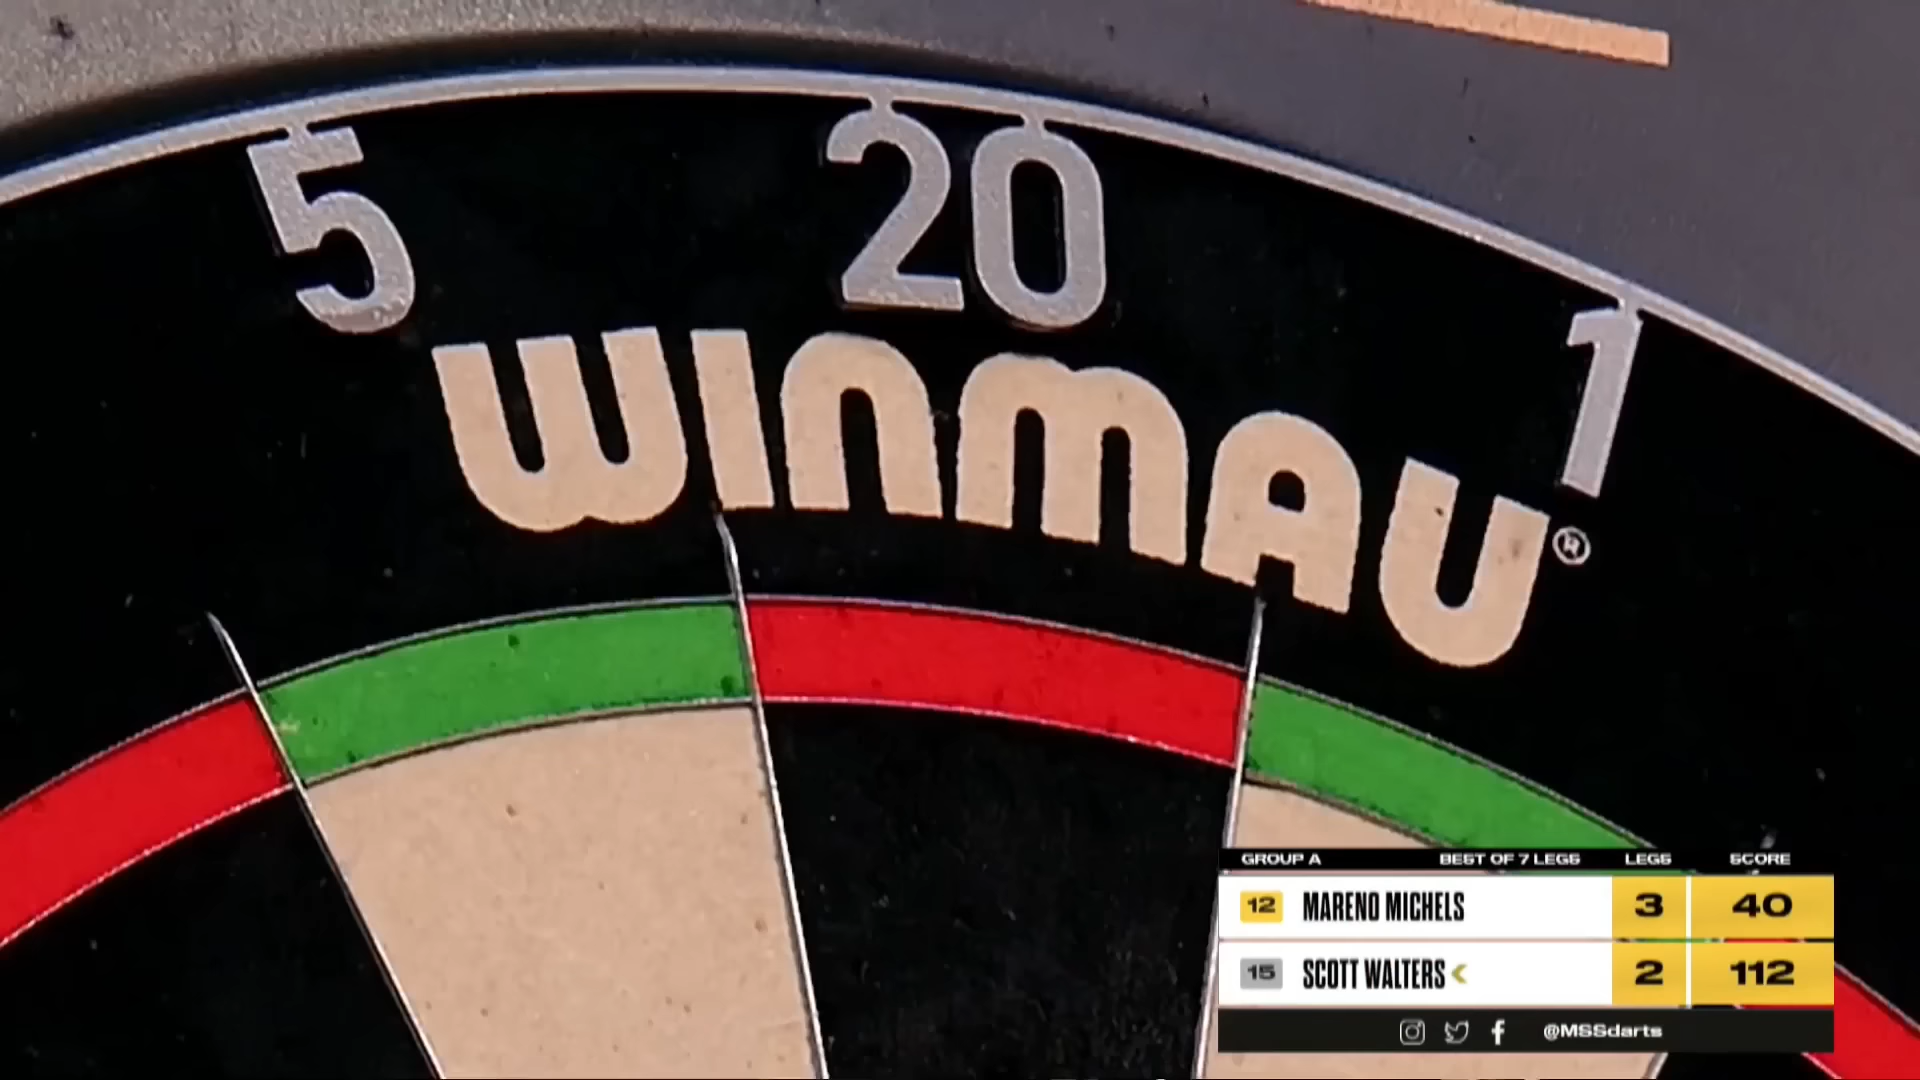 5 20 1
WINMAU®
GROUP A BEST OF 7 LEGS LEGS SCORE
12 MARENO MICHELS 3 40
15 SCOTT WALTERS 2 112
@MSSdarts